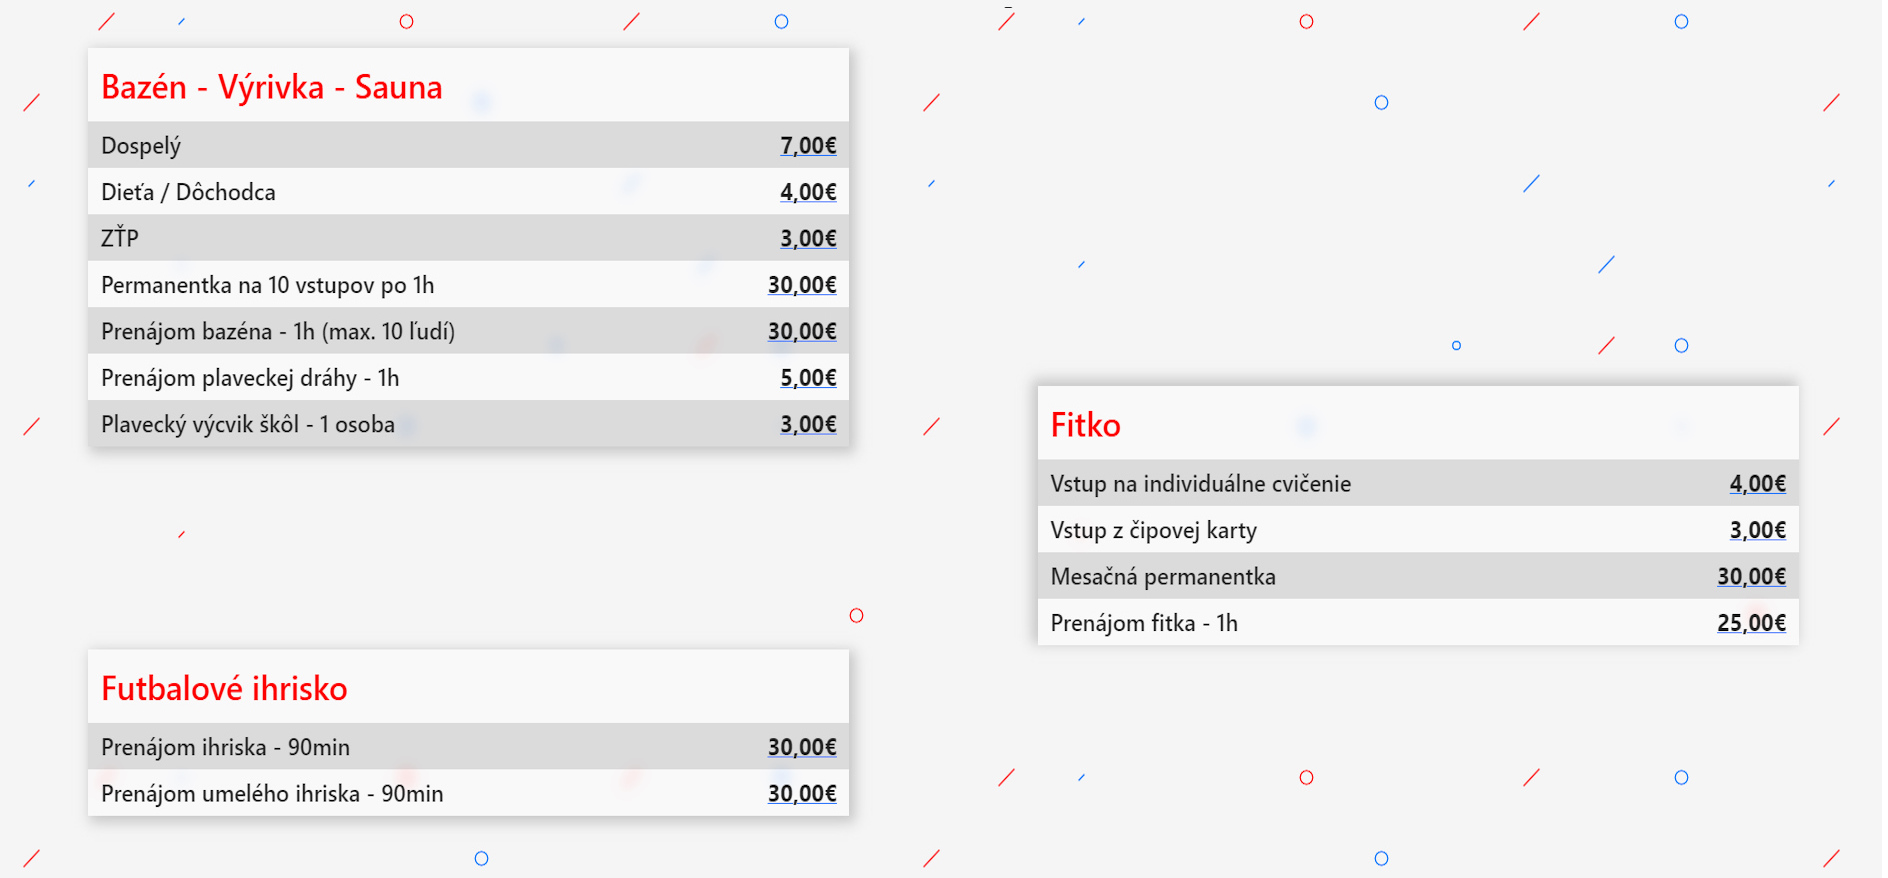 Bazén - Výrivka - Sauna
Dospelý 7,00€
Dieťa / Dôchodca 4,00€
ZŤP 3,00€
Permanentka na 10 vstupov po 1h 30,00€
Prenájom bazéna - 1h (max. 10 ľudí) 30,00€
Prenájom plaveckej dráhy - 1h 5,00€
Plavecký výcvik škôl - 1 osoba 3,00€
Fitko
Vstup na individuálne cvičenie 4,00€
Vstup z čipovej karty 3,00€
Mesačná permanentka 30,00€
Prenájom fitka - 1h 25,00€
Futbalové ihrisko
Prenájom ihriska - 90min 30,00€
Prenájom umelého ihriska - 90min 30,00€